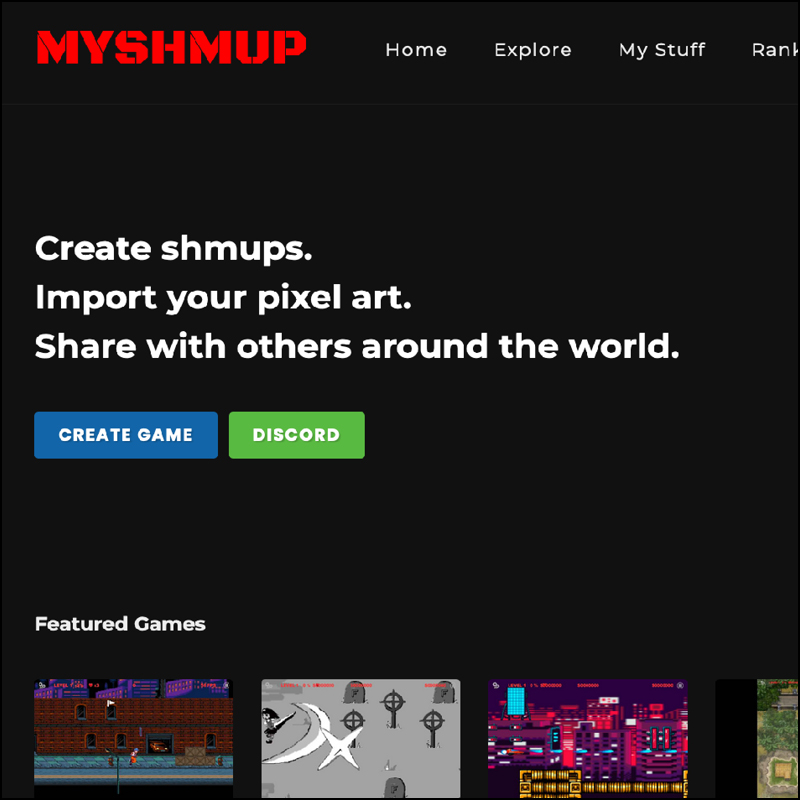 MYSHMUP
Home Explore My Stuff
Create shmups.
Import your pixel art.
Share with others around the world.
CREATE GAME DISCORD
Featured Games